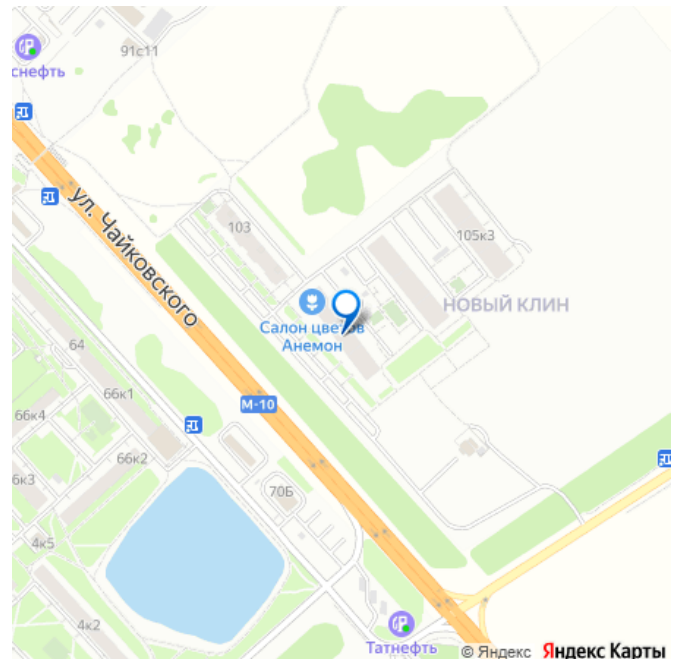 91с11
снефть
ул. Чайковского
103
105к3
НОВЫЙ КЛИН
Салон цветов
Анемон
64
М-10
66к1
66к4
66к2
6к3
70Б
4к5
4к2
Татнефть
© Яндекс Яндекс Карты